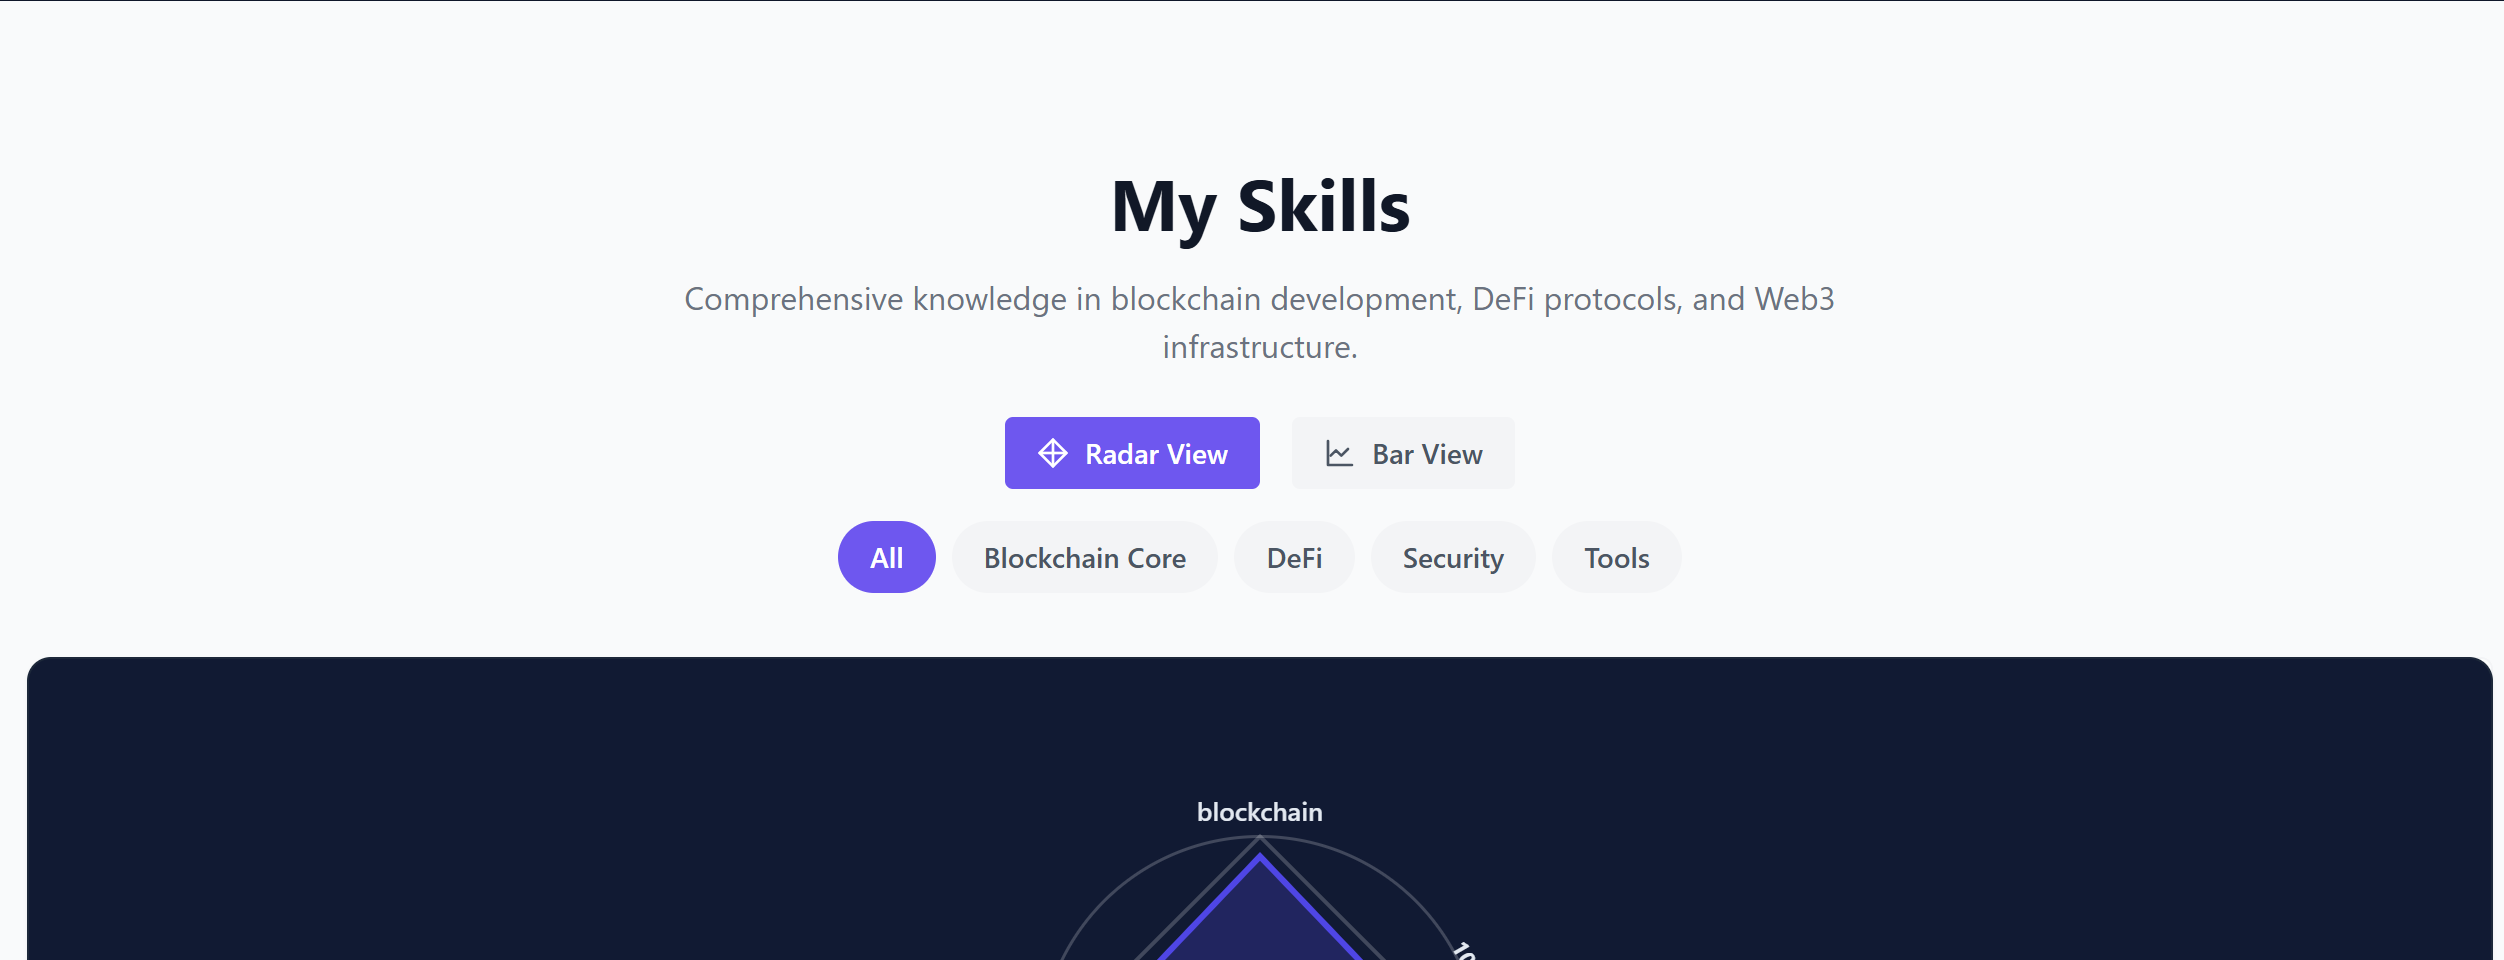 My Skills
Comprehensive knowledge in blockchain development, DeFi protocols, and Web3
infrastructure.
Radar View
Bar View
All
Blockchain Core
DeFi
Security
Tools
blockchain